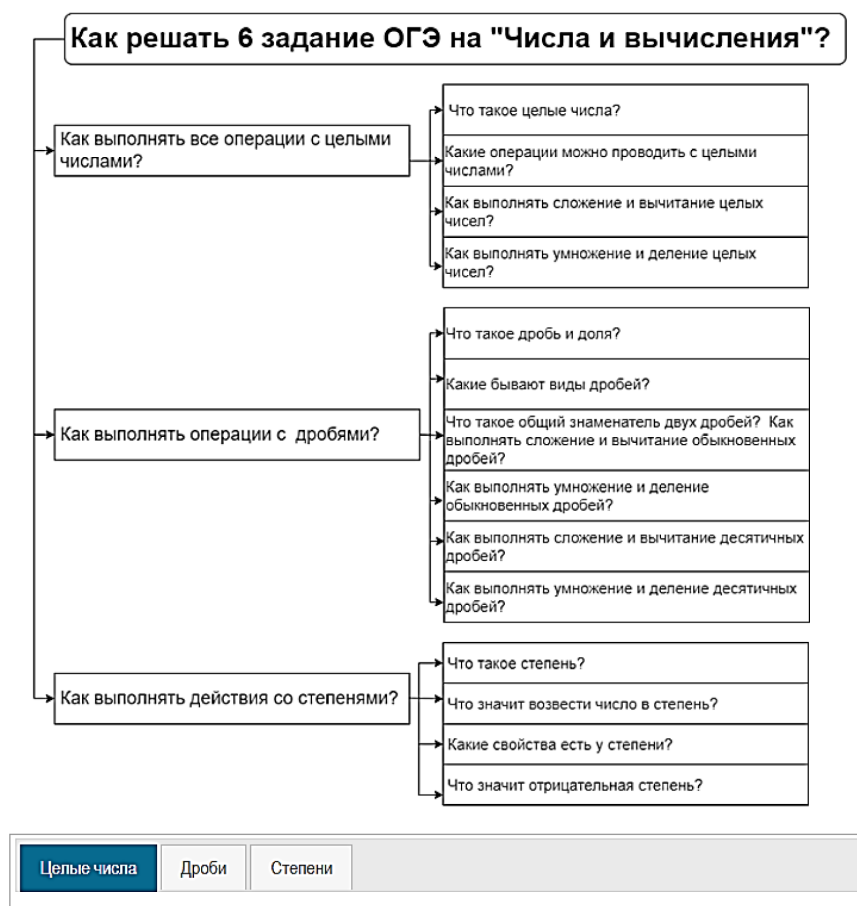 Как решать 6 задание ОГЭ на "Числа и вычисления"?
Как выполнять все операции с целыми
числами?
Что такое целые числа?
Какие операции можно проводить с целыми
числами?
Как выполнять сложение и вычитание целых
чисел?
Как выполнять умножение и деление целых
чисел?
Как выполнять операции с дробями?
Что такое дробь и доля?
Какие бывают виды дробей?
Что такое общий знаменатель двух дробей? Как
выполнять сложение и вычитание обыкновенных
дробей?
Как выполнять умножение и деление
обыкновенных дробей?
Как выполнять сложение и вычитание десятичных
дробей?
Как выполнять умножение и деление десятичных
дробей?
Как выполнять действия со степенями?
Что такое степень?
Что значит возвести число в степень?
Какие свойства есть у степени?
Что значит отрицательная степень?
Целые числа Дроби Степени